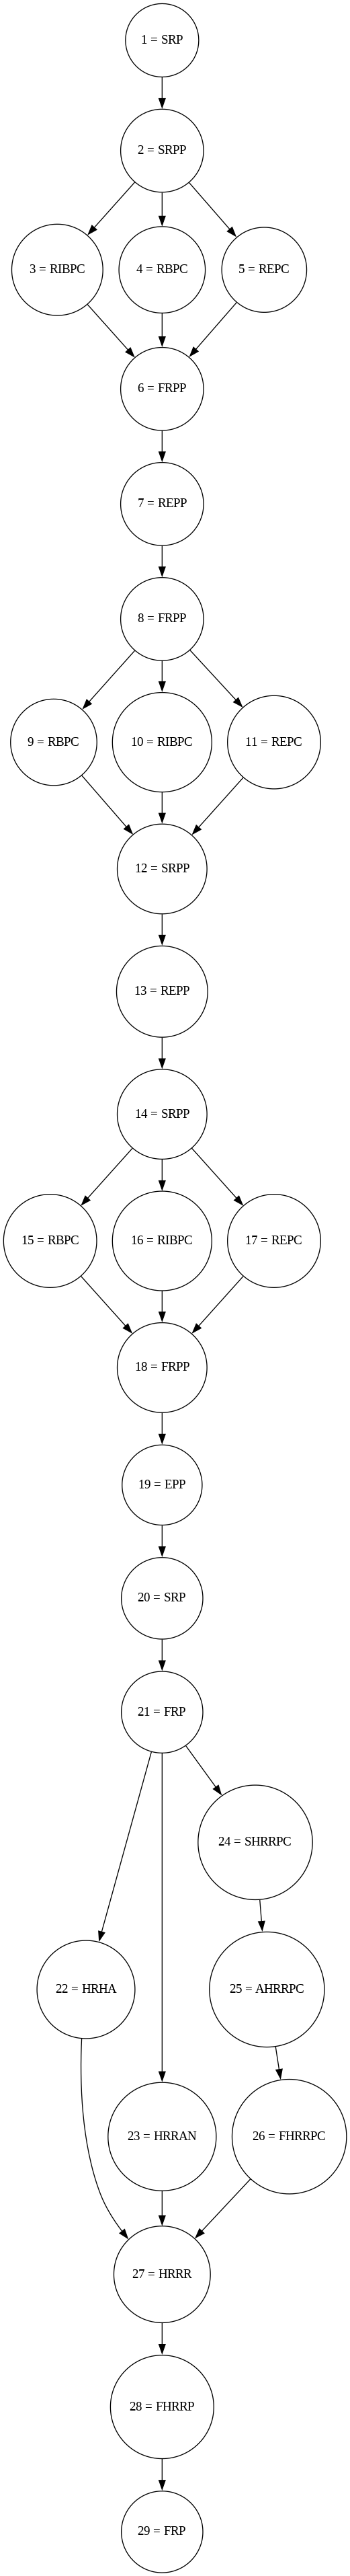 1 = SRP
2 = SRPP
3 = RIBPC
4 = RBPC
5 = REPC
6 = FRPP
7 = REPP
8 = FRPP
9 = RBPC
10 = RIBPC
11 = REPC
12 = SRPP
13 = REPP
14 = SRPP
15 = RBPC
16 = RIBPC
17 = REPC
18 = FRPP
19 = EPP
20 = SRP
21 = FRP
24 = SHRRPC
22 = HRHA
25 = AHRRPC
23 = HRRAN
26 = FHRRPC
27 = HRRR
28 = FHRRP
29 = FRP